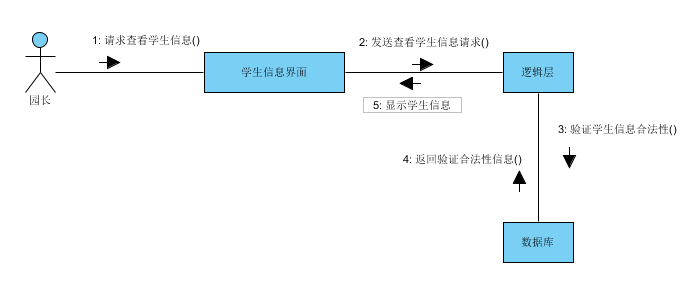 1: 请求查看学生信息()
2: 发送查看学生信息请求()
学生信息界面
逻辑层
园长
5: 显示学生信息
3: 验证学生信息合法性()
4: 返回验证合法性信息()
数据库